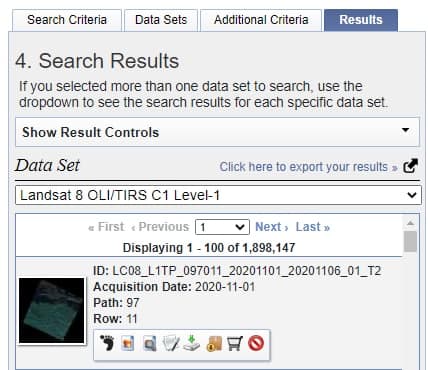 Search Criteria
Data Sets
Additional Criteria
Results
4. Search Results
If you selected more than one data set to search, use the
dropdown to see the search results for each specific data set.
Show Result Controls
Data Set
Click here to export your results »
Landsat 8 OLI/TIRS C1 Level-1
« First ‹ Previous 1 Next › Last »
Displaying 1 - 100 of 1,898,147
ID: LC08_L1TP_097011_20201101_20201106_01_T2
Acquisition Date: 2020-11-01
Path: 97
Row: 11